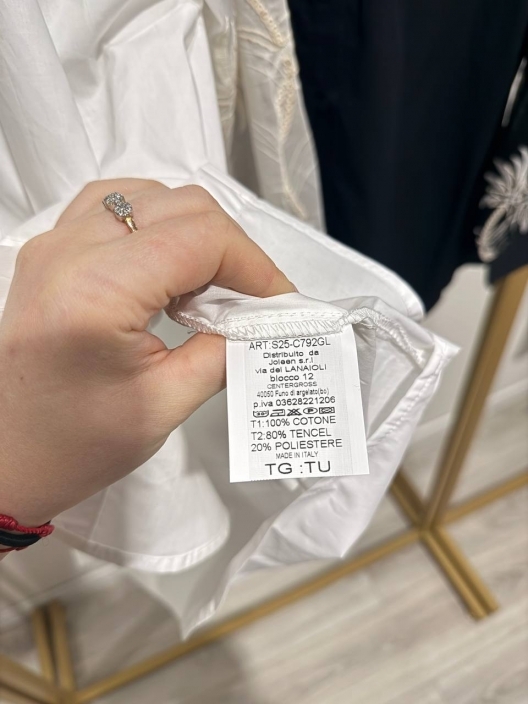 ART:S25-C792GL
Distribuito da
Joleen s.r.l
via dei LANAIOLI
blocco 12
CENTERGROSS
40050 Funo di argelato(bo)
p.iva 03628221206
T1:100% COTONE
T2:80% TENCEL
20% POLIESTERE
MADE IN ITALY
TG :TU